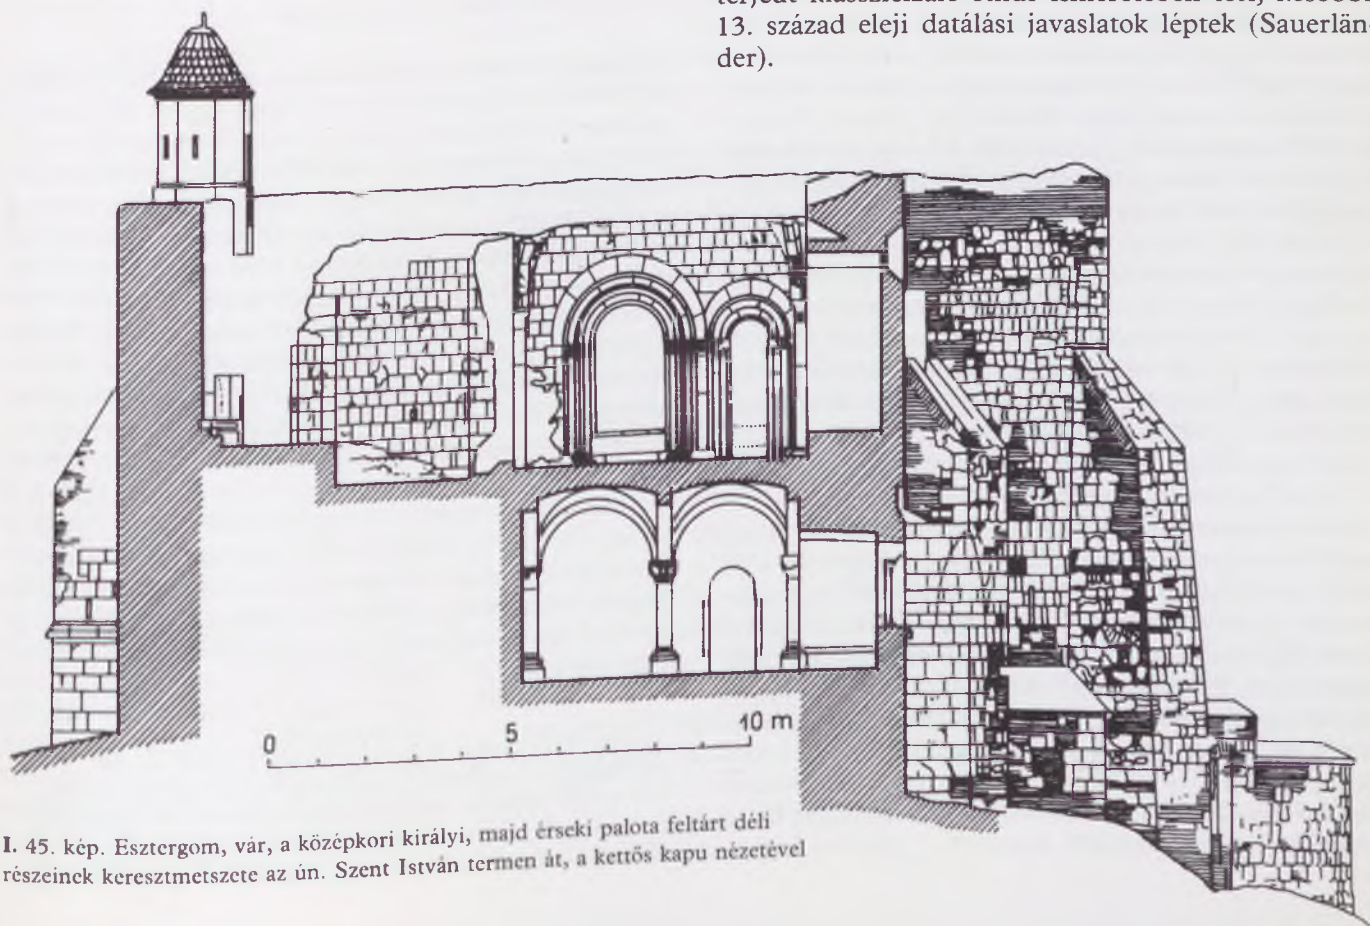 13. század eleji datálási javaslatok léptek (Sauerlän-
der).
0 5 10 m
I. 45. kép. Esztergom, vár, a középkori királyi, majd érseki palota feltárt déli
részeinek keresztmetszete az ún. Szent István termen át, a kettős kapu nézetével